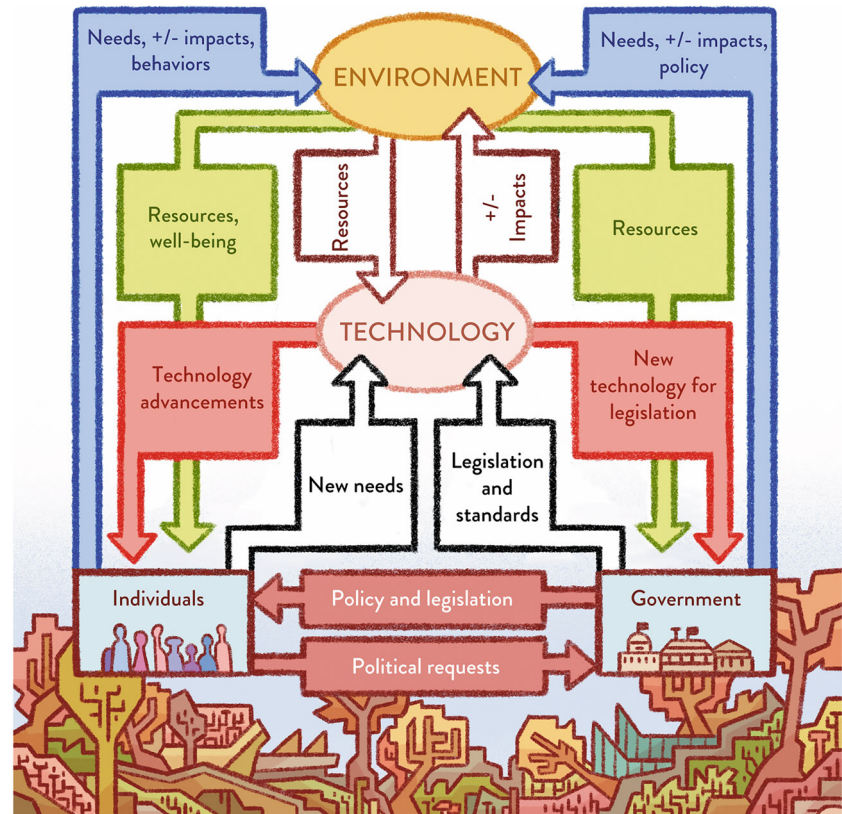 Needs, +/- impacts,
behaviors
ENVIRONMENT
Needs, +/- impacts,
policy
Resources,
well-being
Resources
+/-
Impacts
Resources
TECHNOLOGY
Technology
advancements
New
technology for
legislation
New needs
Legislation
and
standards
Individuals
Policy and legislation
Government
Political requests